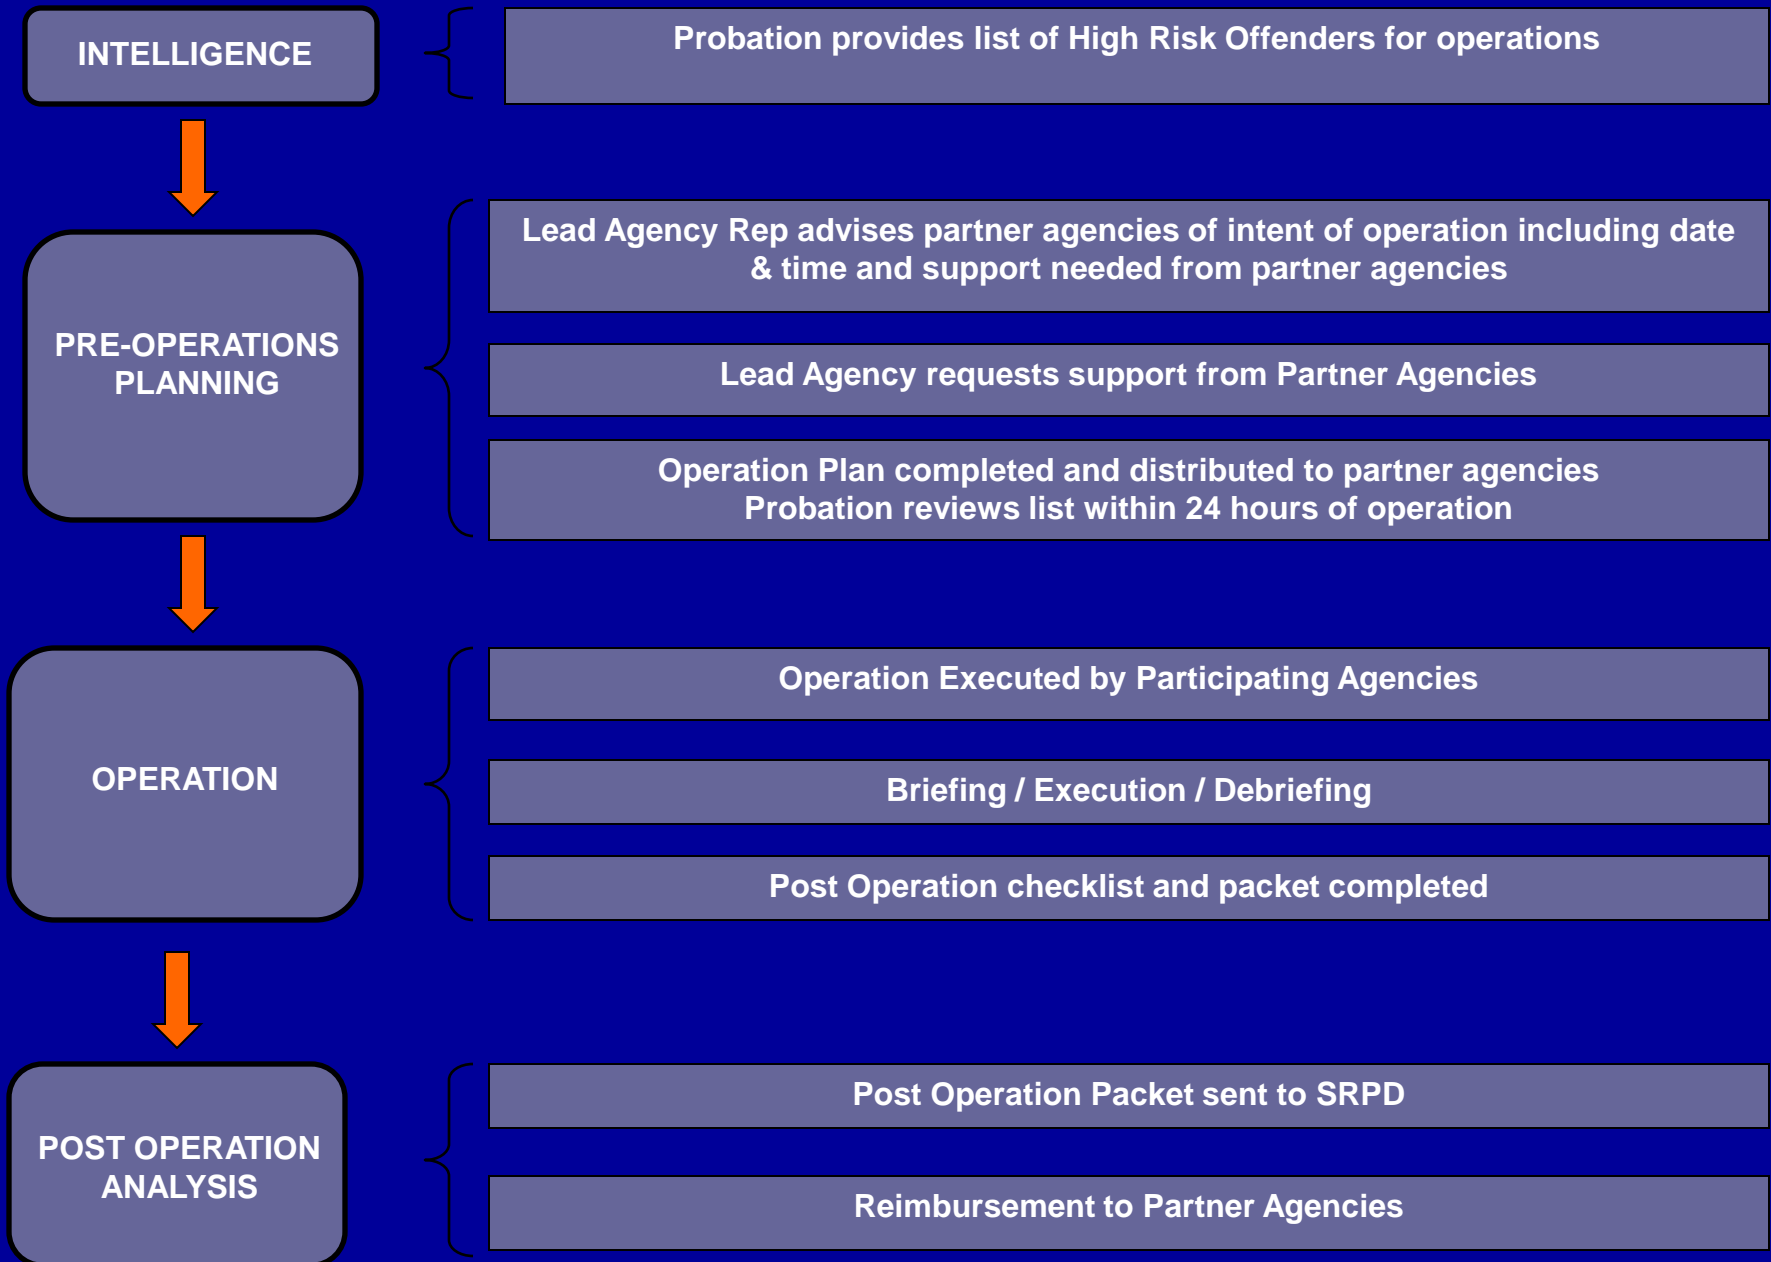 INTELLIGENCE
Probation provides list of High Risk Offenders for operations
PRE-OPERATIONS
PLANNING
Lead Agency Rep advises partner agencies of intent of operation including date
& time and support needed from partner agencies
Lead Agency requests support from Partner Agencies
Operation Plan completed and distributed to partner agencies
Probation reviews list within 24 hours of operation
OPERATION
Operation Executed by Participating Agencies
Briefing / Execution / Debriefing
Post Operation checklist and packet completed
POST OPERATION
ANALYSIS
Post Operation Packet sent to SRPD
Reimbursement to Partner Agencies